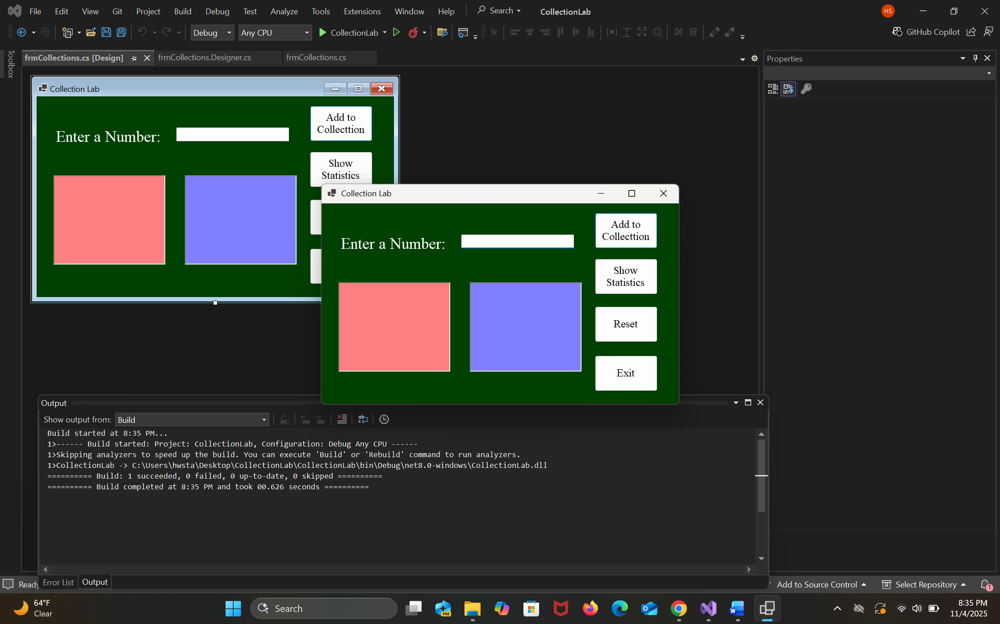 File Edit View Git Project Build Debug Test Analyze Tools Extensions Window Help Search CollectionLab HS
Debug Any CPU CollectionLab GitHub Copilot
Toolbox
frmCollections.cs [Design] frmCollections.Designer.cs frmCollections.cs
Properties
Collection Lab
Enter a Number:
Add to
Collecttion
Show
Statistics
Collection Lab
Enter a Number:
Add to
Collecttion
Show
Statistics
Reset
Exit
Output
Show output from: Build
Build started at 8:35 PM...
1>------ Build started: Project: CollectionLab, Configuration: Debug Any CPU ------
1>Skipping analyzers to speed up the build. You can execute 'Build' or 'Rebuild' command to run analyzers.
1>CollectionLab -> C:\Users\hwsta\Desktop\CollectionLab\CollectionLab\bin\Debug\net8.0-windows\CollectionLab.dll
========== Build: 1 succeeded, 0 failed, 0 up-to-date, 0 skipped ==========
========== Build completed at 8:35 PM and took 00.626 seconds ==========
Error List Output
Ready Add to Source Control Select Repository 1
64°F
Clear
Search
PRE
8:35 PM
11/4/2025